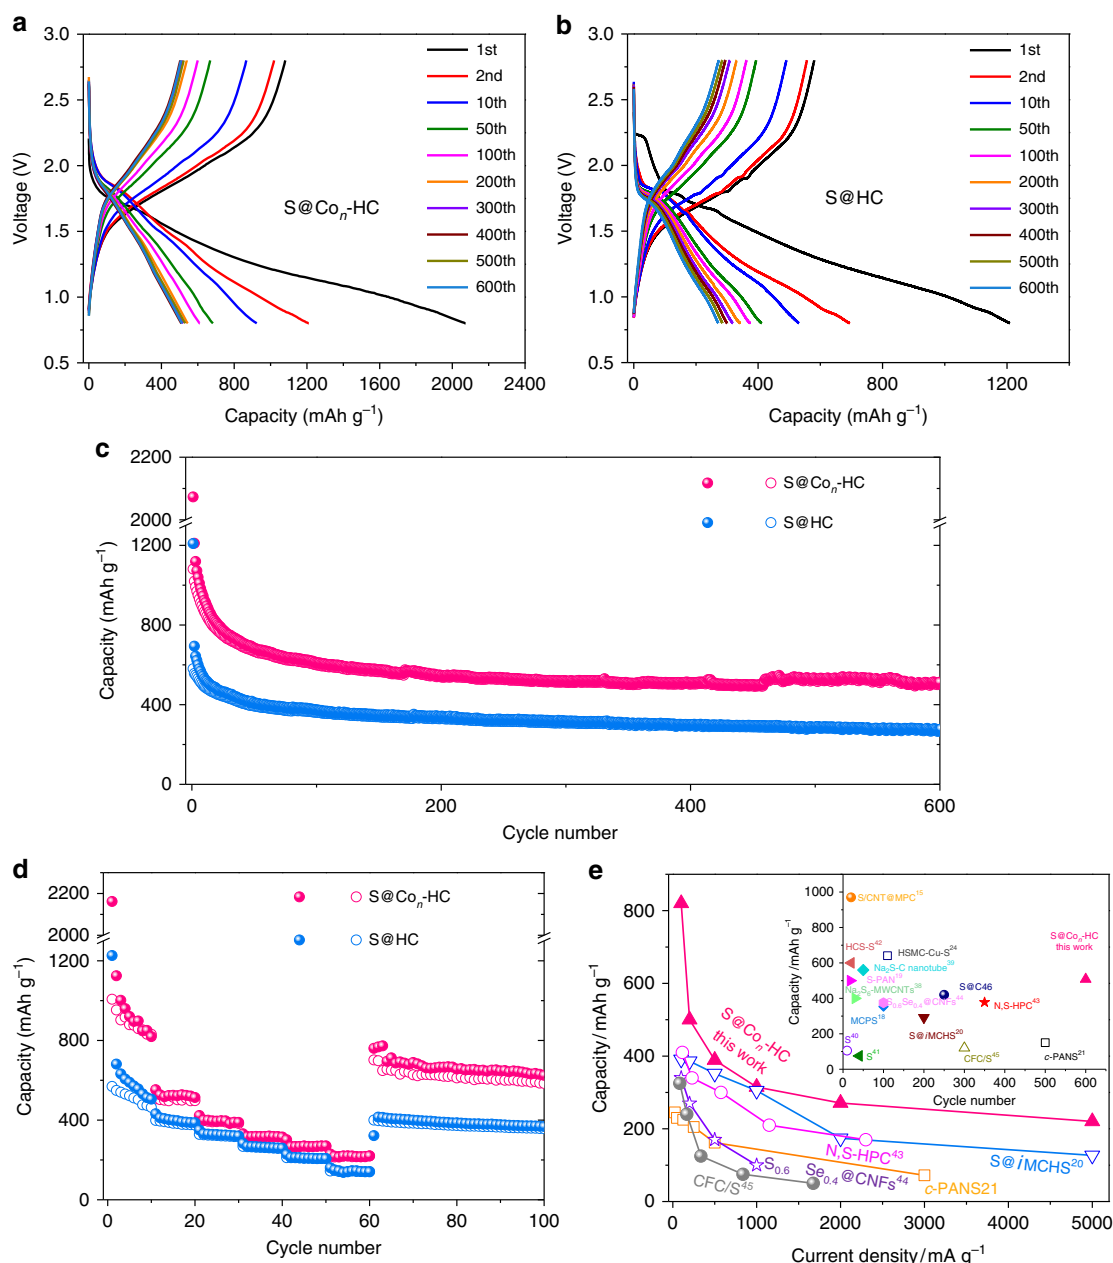 a
3.0
2.5
2.0
1.5
1.0
0.5
Voltage (V)
0 400 800 1200 1600 2000 2400
Capacity (mAh g⁻¹)
S@Coₙ-HC
1st
2nd
10th
50th
100th
200th
300th
400th
500th
600th
b
3.0
2.5
2.0
1.5
1.0
0.5
Voltage (V)
0 400 800 1200
Capacity (mAh g⁻¹)
S@HC
1st
2nd
10th
50th
100th
200th
300th
400th
500th
600th
c
2200
2000
1200
800
400
0
Capacity (mAh g⁻¹)
S@Coₙ-HC
S@HC
0 200 400 600
Cycle number
d
2200
2000
1200
800
400
0
Capacity (mAh g⁻¹)
S@Coₙ-HC
S@HC
0 20 40 60 80 100
Cycle number
e
800
600
400
200
0
Capacity/mAh g⁻¹
0 1000 2000 3000 4000 5000
Current density/mA g⁻¹
S@Coₙ-HC
this work
N,S-HPC⁴³
S@iMCHS²⁰
S₀.₆
Se₀.₄@CNFs⁴⁴
c-PANS21
CFC/S⁴⁵
1000
800
600
400
200
0
Capacity/mAh g⁻¹
0 100 200 300 400 500 600
Cycle number
S/CNT@MPC¹⁵
HCS-S⁴²
HSMC-Cu-S²⁴
S@Coₙ-HC
this work
Na₂S-C nanotube³⁹
S-PAN¹⁹
S@C46
S₀.₆Se₀.₄@CNFs⁴⁴
N,S-HPC⁴³
MCPS¹⁸
S@iMCHS²⁰
S⁴⁰
S⁴¹
CFC/S⁴⁵
c-PANS²¹